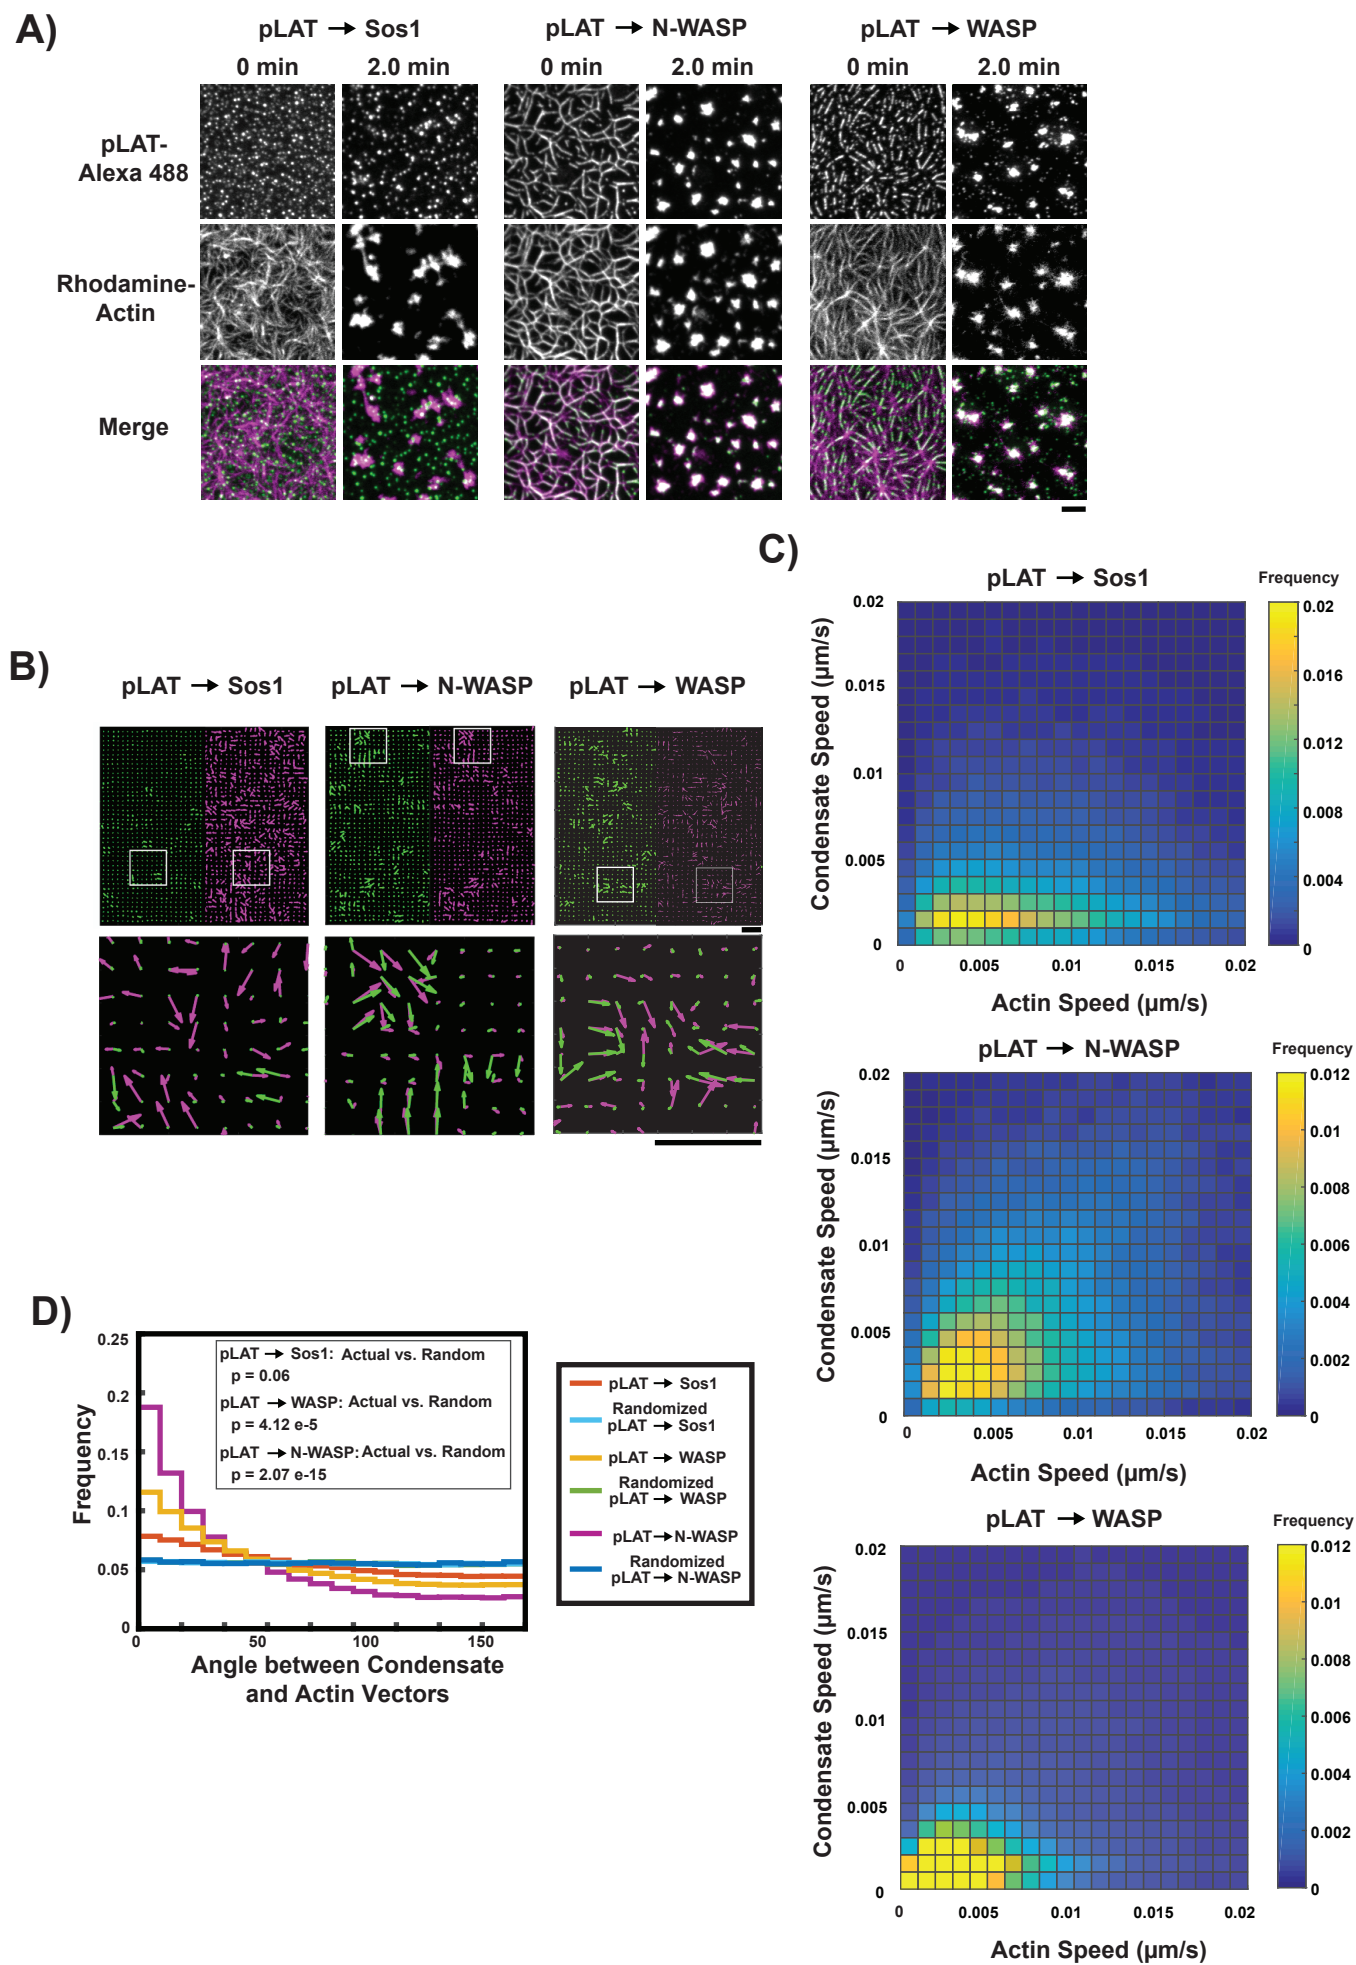 A)
pLAT → Sos1
pLAT → N-WASP
pLAT → WASP
0 min
2.0 min
0 min
2.0 min
0 min
2.0 min
pLAT-
Alexa 488
Rhodamine-
Actin
Merge
B)
pLAT → Sos1
pLAT → N-WASP
pLAT → WASP
C)
pLAT → Sos1
Frequency
Condensate Speed (µm/s)
0.02
0.015
0.01
0.005
0
0
0.005
0.01
0.015
0.02
Actin Speed (µm/s)
0.02
0.016
0.012
0.008
0.004
0
pLAT → N-WASP
Frequency
Condensate Speed (µm/s)
0.02
0.015
0.01
0.005
0
0
0.005
0.01
0.015
0.02
Actin Speed (µm/s)
0.012
0.01
0.008
0.006
0.004
0.002
0
pLAT → WASP
Frequency
Condensate Speed (µm/s)
0.02
0.015
0.01
0.005
0
0
0.005
0.01
0.015
0.02
Actin Speed (µm/s)
0.012
0.01
0.008
0.006
0.004
0.002
0
D)
Frequency
0.25
0.2
0.15
0.1
0.05
0
0
50
100
150
Angle between Condensate
and Actin Vectors
pLAT → Sos1: Actual vs. Random
p = 0.06
pLAT → WASP: Actual vs. Random
p = 4.12 e-5
pLAT → N-WASP: Actual vs. Random
p = 2.07 e-15
pLAT → Sos1
Randomized
pLAT → Sos1
pLAT → WASP
Randomized
pLAT → WASP
pLAT → N-WASP
Randomized
pLAT → N-WASP